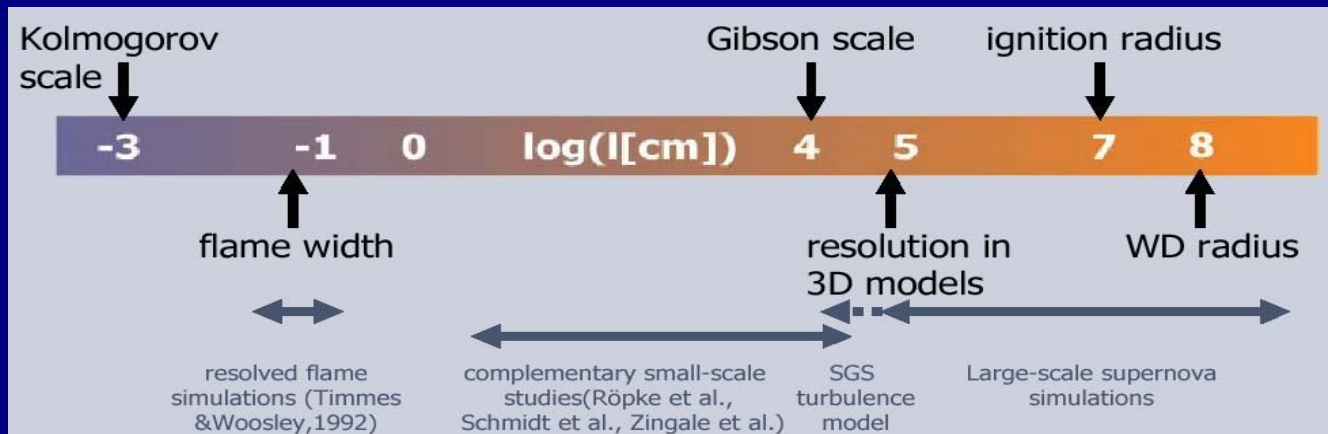 Kolmogorov
scale
Gibson scale
ignition radius
-3 -1 0 log(l[cm]) 4 5 7 8
flame width
resolution in
3D models
WD radius
resolved flame
simulations (Timmes
&Woosley,1992)
complementary small-scale
studies(Röpke et al.,
Schmidt et al., Zingale et al.)
SGS
turbulence
model
Large-scale supernova
simulations